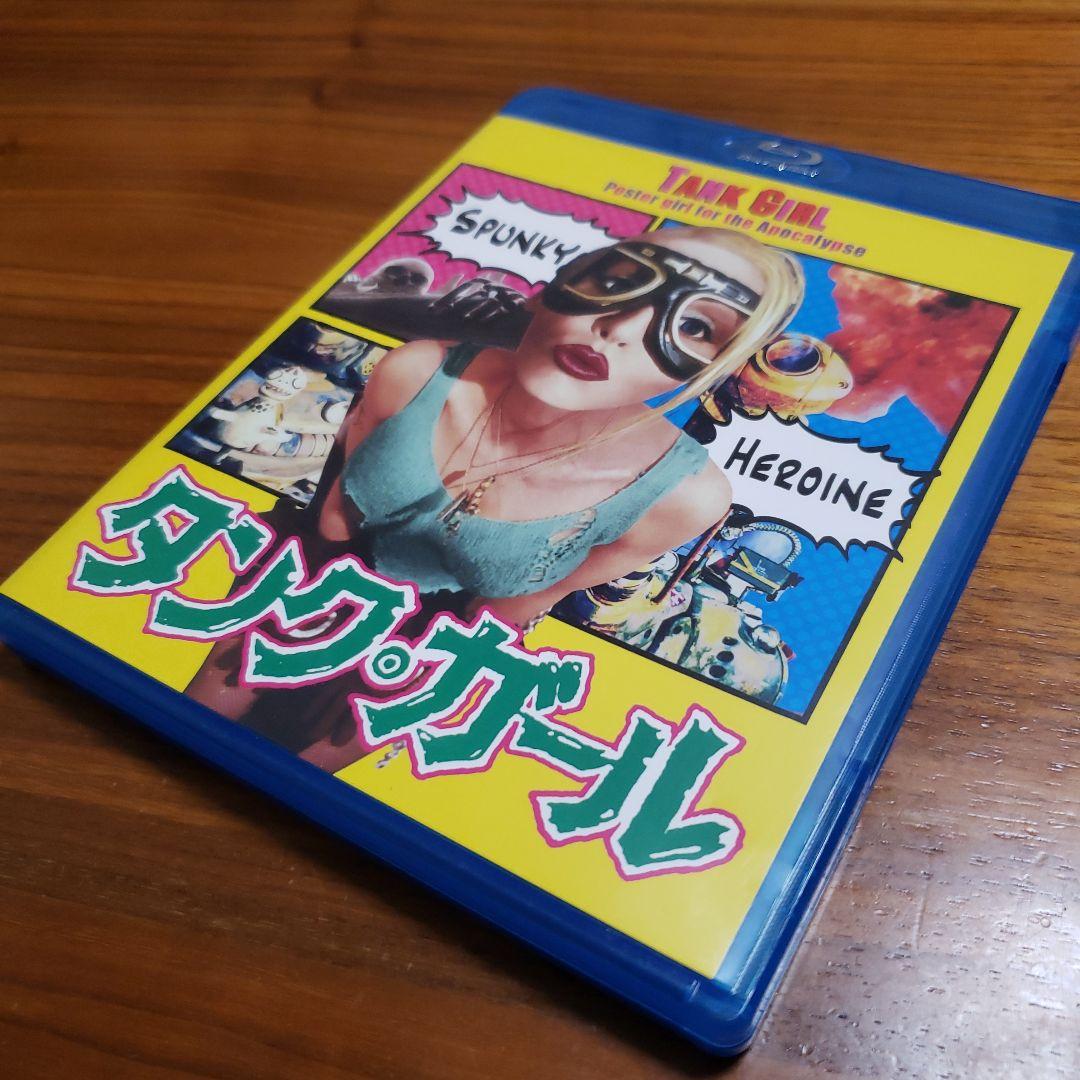 TANK GIRL
Poster girl for the Apocalypse
SPUNKY
HEROINE
タンク・ガール